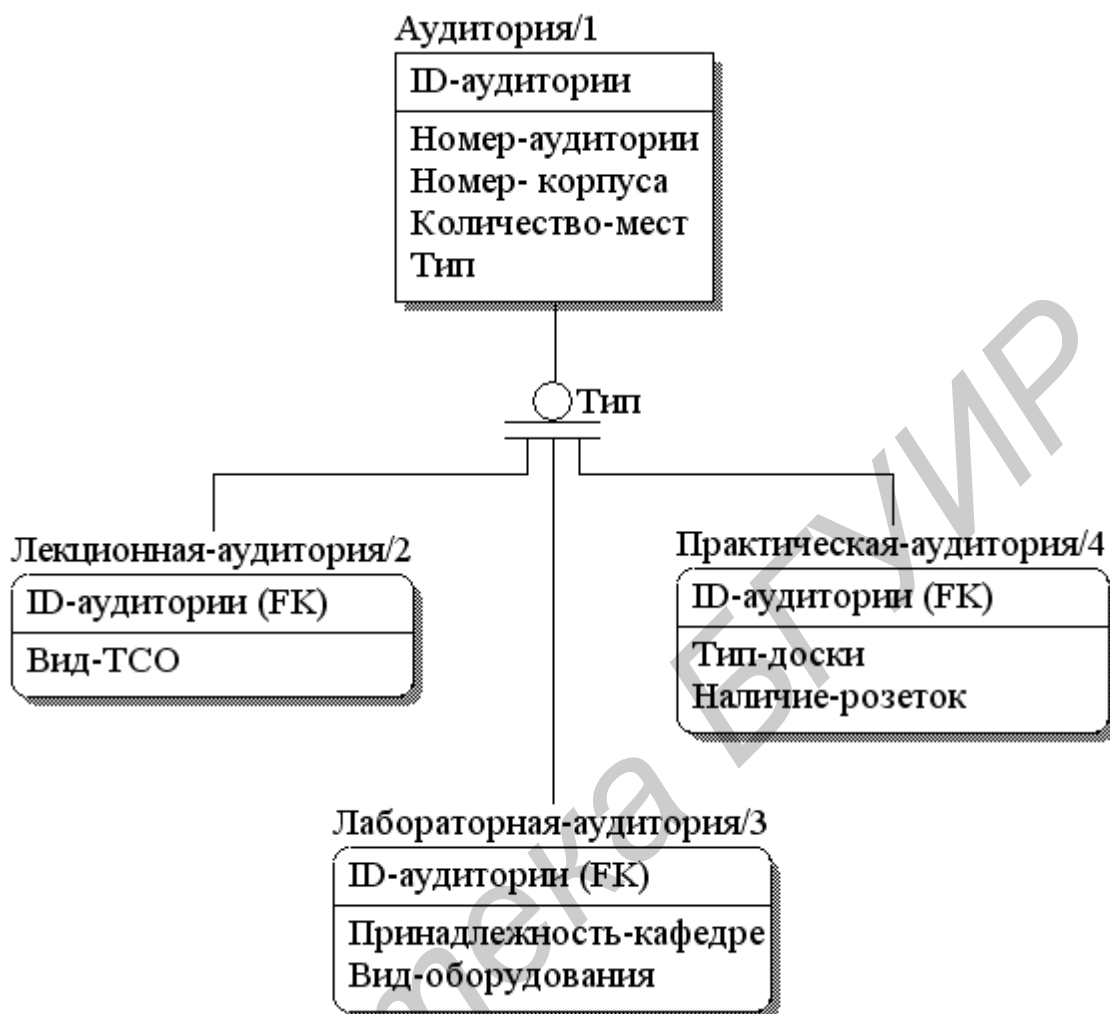 Аудитория/1
ID-аудитории
Номер-аудитории
Номер- корпуса
Количество-мест
Тип
Тип
Лекционная-аудитория/2
ID-аудитории (FK)
Вид-ТСО
Практическая-аудитория/4
ID-аудитории (FK)
Тип-доски
Наличие-розеток
Лабораторная-аудитория/3
ID-аудитории (FK)
Принадлежность-кафедре
Вид-оборудования
тека БГУИР